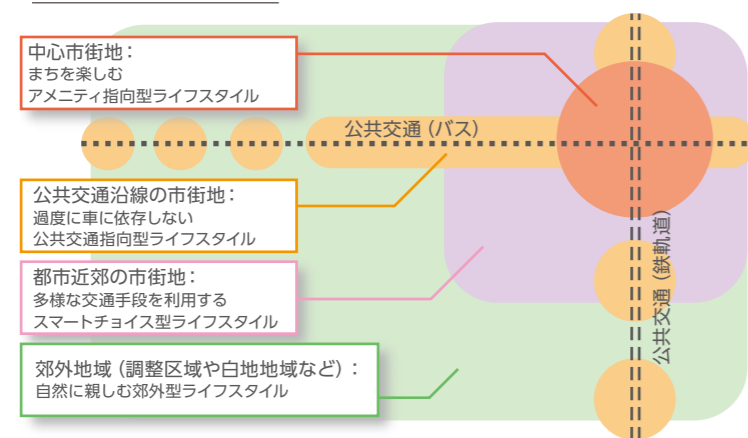 中心市街地：
まちを楽しむ
アメニティ指向型ライフスタイル
公共交通（バス）
公共交通沿線の市街地：
過度に車に依存しない
公共交通指向型ライフスタイル
都市近郊の市街地：
多様な交通手段を利用する
スマートチョイス型ライフスタイル
郊外地域（調整区域や白地地域など）：
自然に親しむ郊外型ライフスタイル
公共交通（鉄軌道）